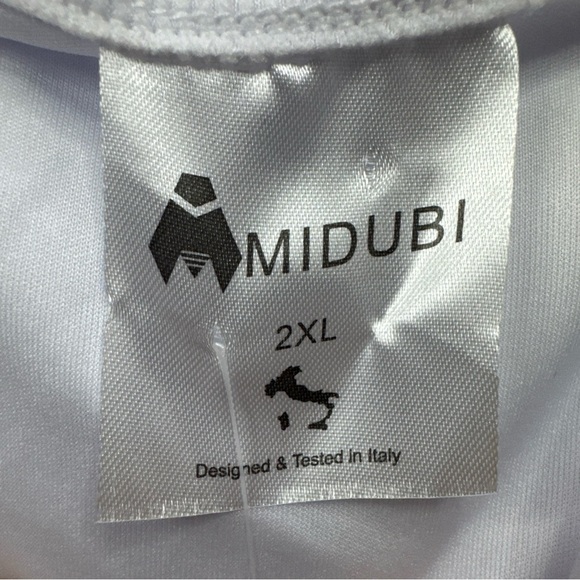 MIDUBI
2XL
Designed & Tested in Italy